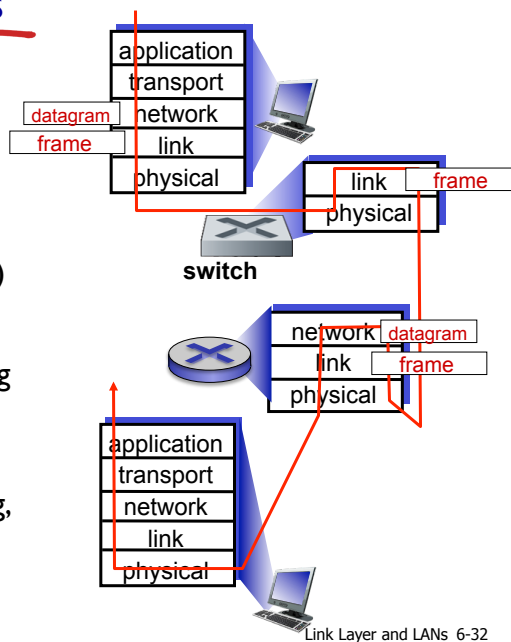 s
application
transport
datagram
network
frame
link
physical
link
frame
physical
switch
)
network
datagram
link
frame
physical
g
application
transport
network
g,
link
physical
Link Layer and LANs 6-32